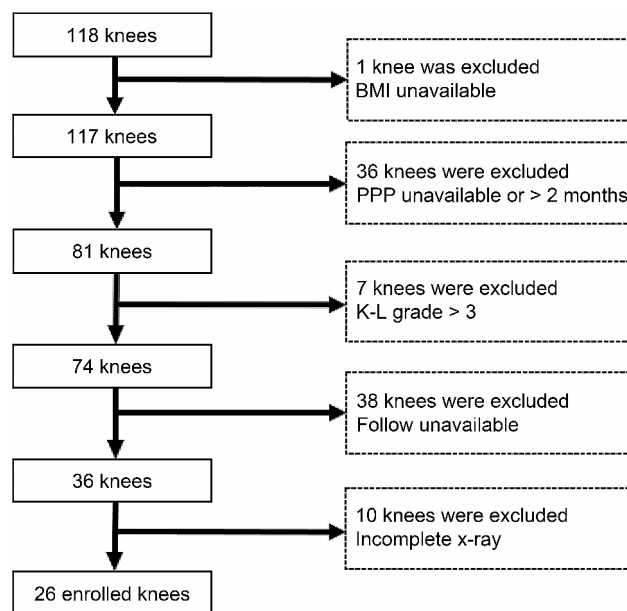 118 knees
1 knee was excluded
BMI unavailable
117 knees
36 knees were excluded
PPP unavailable or > 2 months
81 knees
7 knees were excluded
K-L grade > 3
74 knees
38 knees were excluded
Follow unavailable
36 knees
10 knees were excluded
Incomplete x-ray
26 enrolled knees